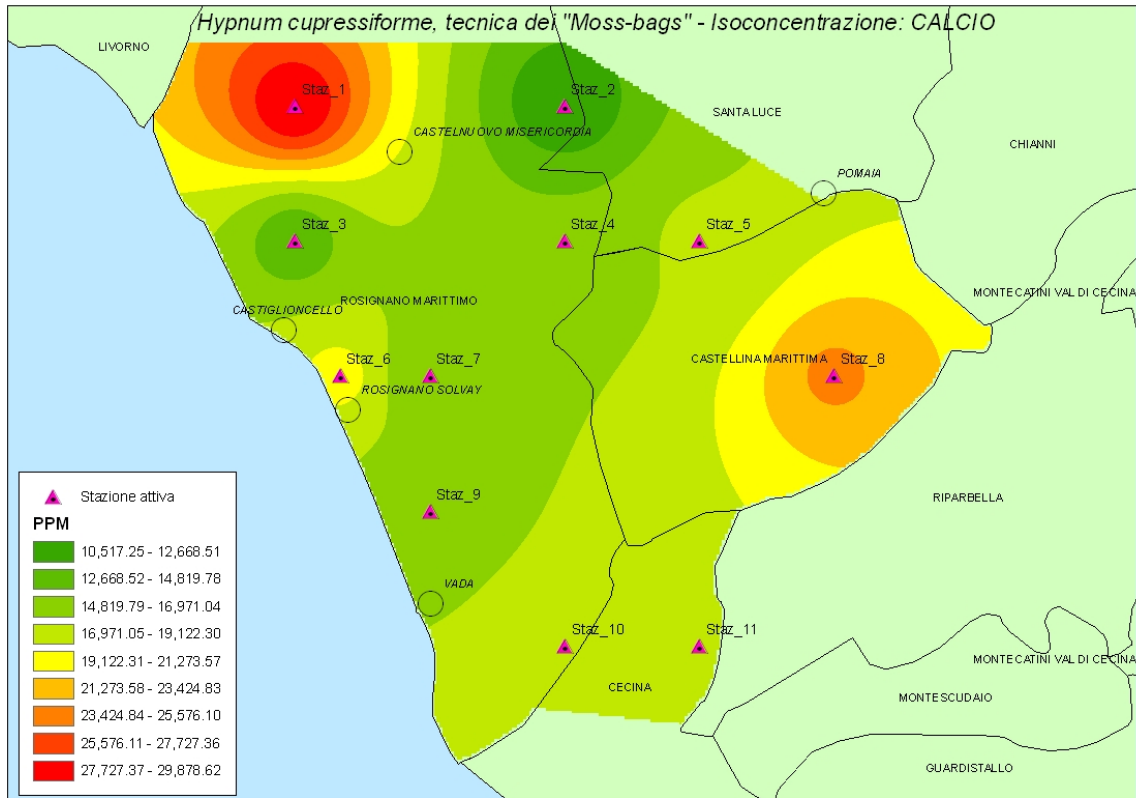 Hypnum cupressiforme, tecnica dei "Moss-bags" - Isoconcentrazione: CALCIO
LIVORNO
Staz_1
Staz_2
SANTA LUCE
CASTELNUOVO MISERICORDIA
CHIANNI
POMAIA
Staz_3
Staz_4
Staz_5
ROSIGNANO MARITTIMO
MONTECATINI VAL DI CECINA
CASTIGLIONCELLO
Staz_6
Staz_7
CASTELLINA MARITTIMA
Staz_8
ROSIGNANO SOLVAY
Staz_9
RIPARBELLA
VADA
Staz_10
Staz_11
MONTECATINI VAL DI CECINA
CECINA
MONTESCUDAIO
GUARDISTALLO
Stazione attiva
PPM
10,517.25 - 12,668.51
12,668.52 - 14,819.78
14,819.79 - 16,971.04
16,971.05 - 19,122.30
19,122.31 - 21,273.57
21,273.58 - 23,424.83
23,424.84 - 25,576.10
25,576.11 - 27,727.36
27,727.37 - 29,878.62